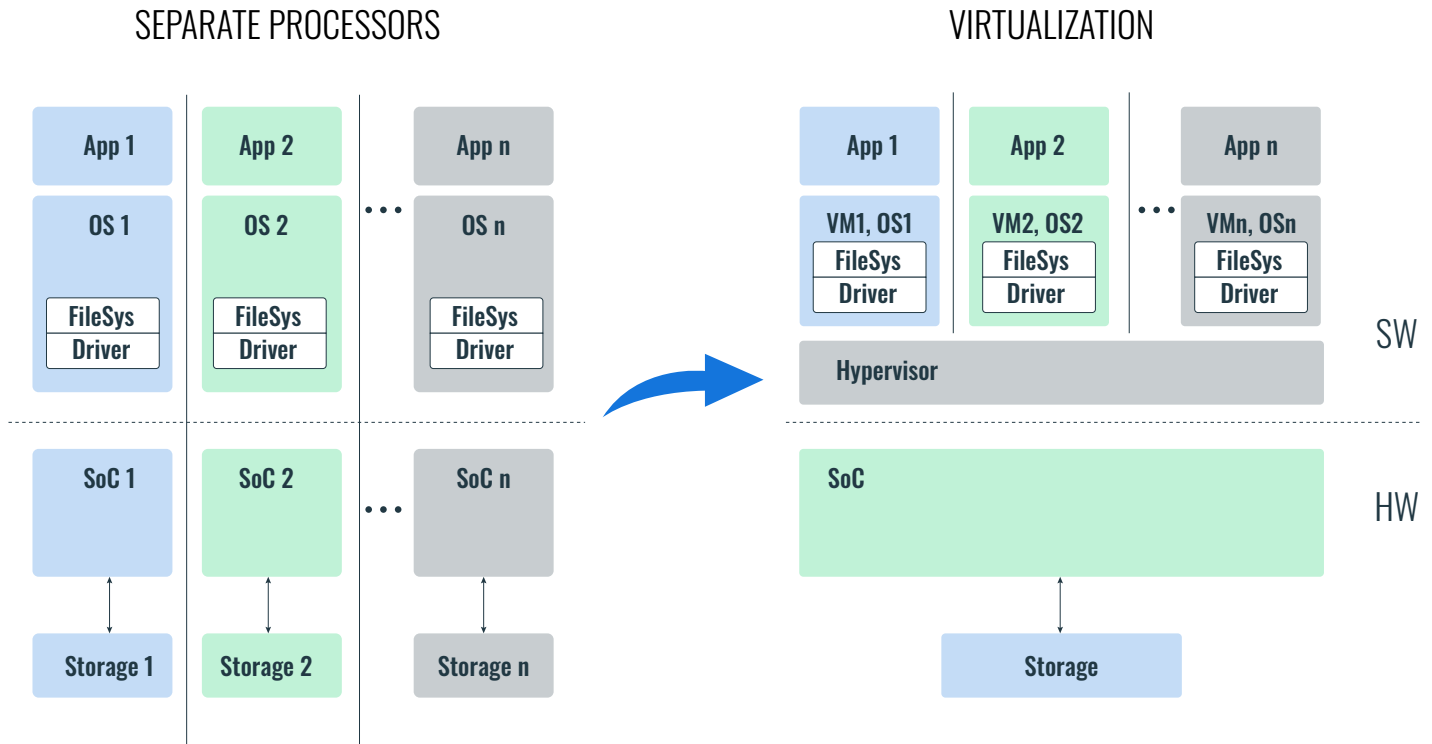 SEPARATE PROCESSORS
App 1
App 2
App n
OS 1
OS 2
OS n
FileSys
Driver
FileSys
Driver
FileSys
Driver
SoC 1
SoC 2
SoC n
Storage 1
Storage 2
Storage n
VIRTUALIZATION
App 1
App 2
App n
VM1, OS1
VM2, OS2
VMn, OSn
FileSys
Driver
FileSys
Driver
FileSys
Driver
Hypervisor
SW
SoC
HW
Storage